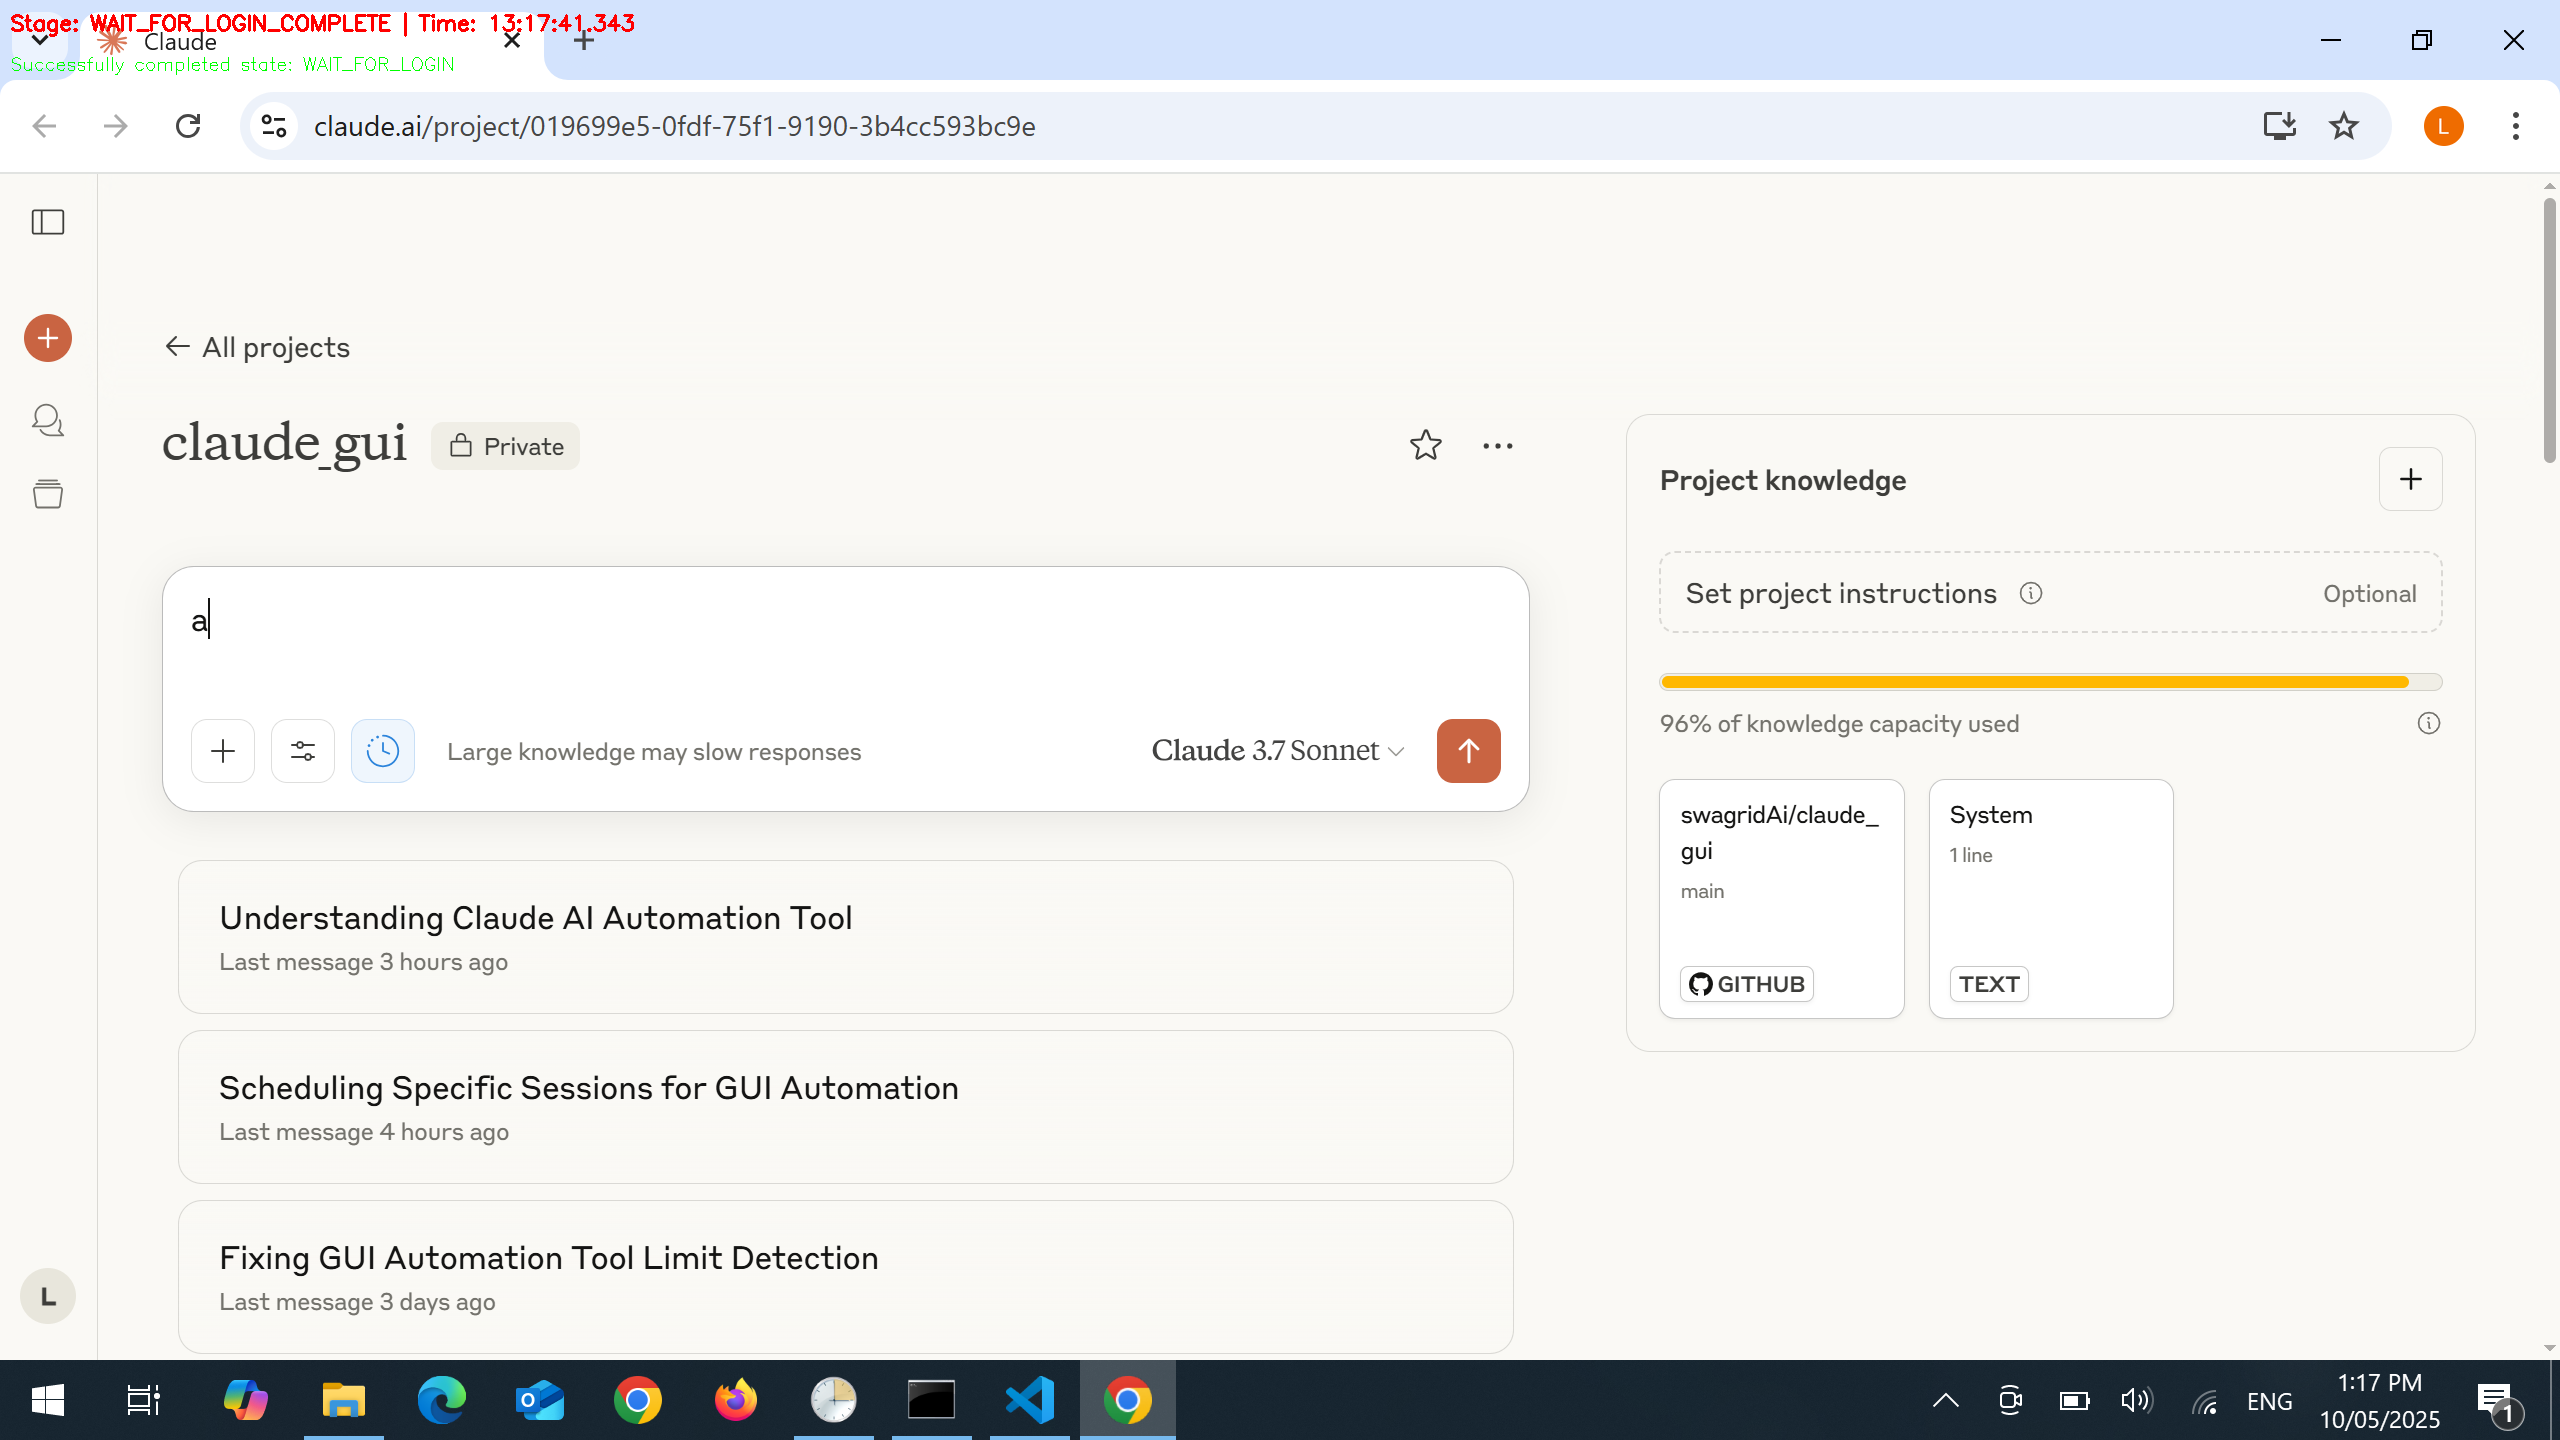 Stage: WAIT_FOR_LOGIN_COMPLETE | Time: 13:17:41.343
Claude
Successfully completed state: WAIT_FOR_LOGIN
claude.ai/project/019699e5-0fdf-75f1-9190-3b4cc593bc9e
L
All projects
claude_gui
Private
a
Large knowledge may slow responses
Claude 3.7 Sonnet
Understanding Claude AI Automation Tool
Last message 3 hours ago
Scheduling Specific Sessions for GUI Automation
Last message 4 hours ago
Fixing GUI Automation Tool Limit Detection
Last message 3 days ago
Project knowledge
Set project instructions
Optional
96% of knowledge capacity used
swagridAi/claude_
gui
main
GITHUB
System
1 line
TEXT
L
ENG
1:17 PM
10/05/2025
1